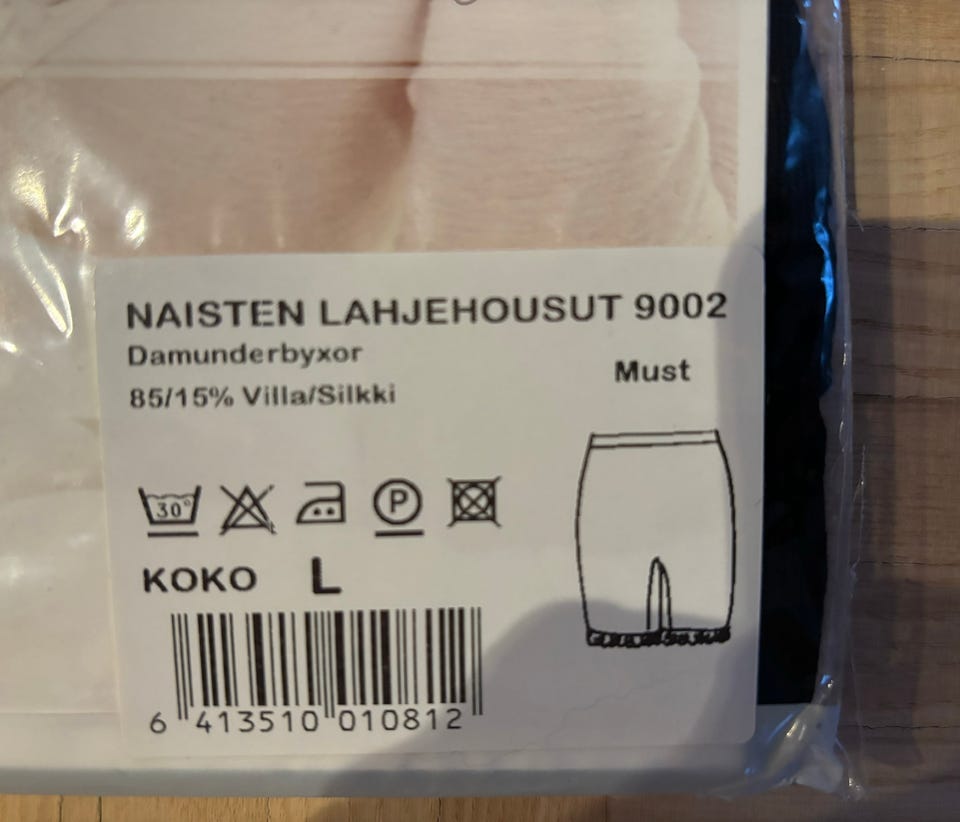 NAISTEN LAHJEHOUSUT 9002
Damunderbyxor
Must
85/15% Villa/Silkki
30°
P
KOKO L
6 413510 010812